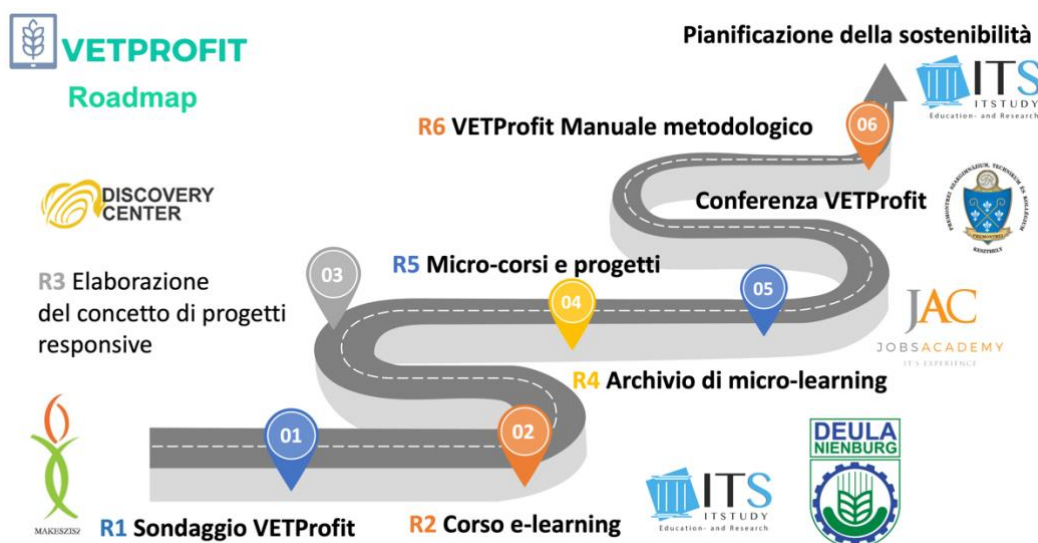 VETPROFIT
Roadmap
Pianificazione della sostenibilità
ITS
ITSTUDY
Education- and Research
R6 VETProfit Manuale metodologico
06
DISCOVERY
CENTER
Conferenza VETProfit
PREMONTREI
KESZTHELY
R3 Elaborazione
del concetto di progetti
responsive
03
R5 Micro-corsi e progetti
04
05
JAC
JOBSACADEMY
IT'S EXPERIENCE
R4 Archivio di micro-learning
MAKESZISZ
01
02
R1 Sondaggio VETProfit
R2 Corso e-learning
ITS
ITSTUDY
Education- and Research
DEULA
NIENBURG